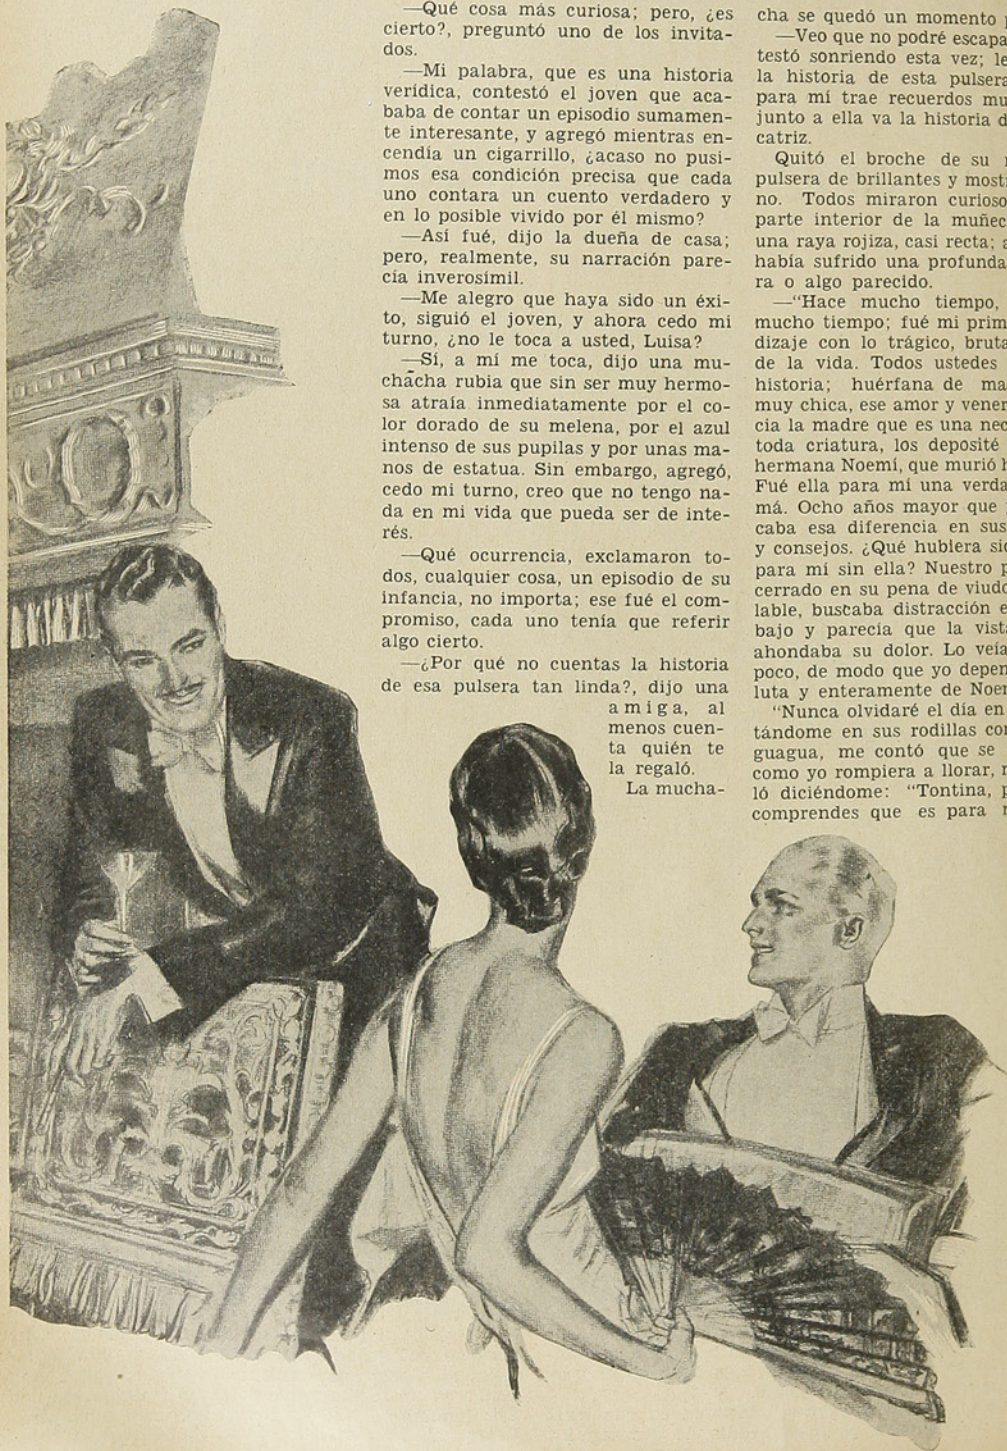 —Qué cosa más curiosa; pero, ¿es
cierto?, preguntó uno de los invita-
dos.
—Mi palabra, que es una historia
verídica, contestó el joven que aca-
baba de contar un episodio sumamen-
te interesante, y agregó mientras en-
cendía un cigarrillo, ¿acaso no pusi-
mos esa condición precisa que cada
uno contara un cuento verdadero y
en lo posible vivido por él mismo?
—Así fué, dijo la dueña de casa;
pero, realmente, su narración pare-
cía inverosímil.
—Me alegro que haya sido un éxi-
to, siguió el joven, y ahora cedo mi
turno, ¿no le toca a usted, Luisa?
—Sí, a mí me toca, dijo una mu-
chacha rubia que sin ser muy hermo-
sa atraía inmediatamente por el co-
lor dorado de su melena, por el azul
intenso de sus pupilas y por unas ma-
nos de estatua. Sin embargo, agregó,
cedo mi turno, creo que no tengo na-
da en mi vida que pueda ser de inte-
rés.
—Qué ocurrencia, exclamaron to-
dos, cualquier cosa, un episodio de su
infancia, no importa; ese fué el com-
promiso, cada uno tenía que referir
algo cierto.
—¿Por qué no cuentas la historia
de esa pulsera tan linda?, dijo una
amiga, al
menos cuen-
ta quién te
la regaló.
La mucha-
cha se quedó un momento
—Veo que no podré escapa
testó sonriendo esta vez; le
la historia de esta pulsera
para mí trae recuerdos mu
junto a ella va la historia d
catriz.
Quitó el broche de su
pulsera de brillantes y most
no. Todos miraron curioso
parte interior de la muñec
una raya rojiza, casi recta; a
había sufrido una profunda
ra o algo parecido.
—“Hace mucho tiempo,
mucho tiempo; fué mi prim
dizaje con lo trágico, bruta
de la vida. Todos ustedes
historia; huérfana de ma
muy chica, ese amor y vener
cia la madre que es una nec
toda criatura, los deposité
hermana Noemí, que murió h
Fué ella para mí una verda
má. Ocho años mayor que
caba esa diferencia en sus
y consejos. ¿Qué hubiera sid
para mí sin ella? Nuestro p
cerrado en su pena de viudo
lable, buscaba distracción e
bajo y parecía que la vista
ahondaba su dolor. Lo veía
poco, de modo que yo depen
luta y enteramente de Noem
“Nunca olvidaré el día en
tándome en sus rodillas com
guagua, me contó que se
como yo rompiera a llorar,
ló diciéndome: “Tontina, p
comprendes que es para